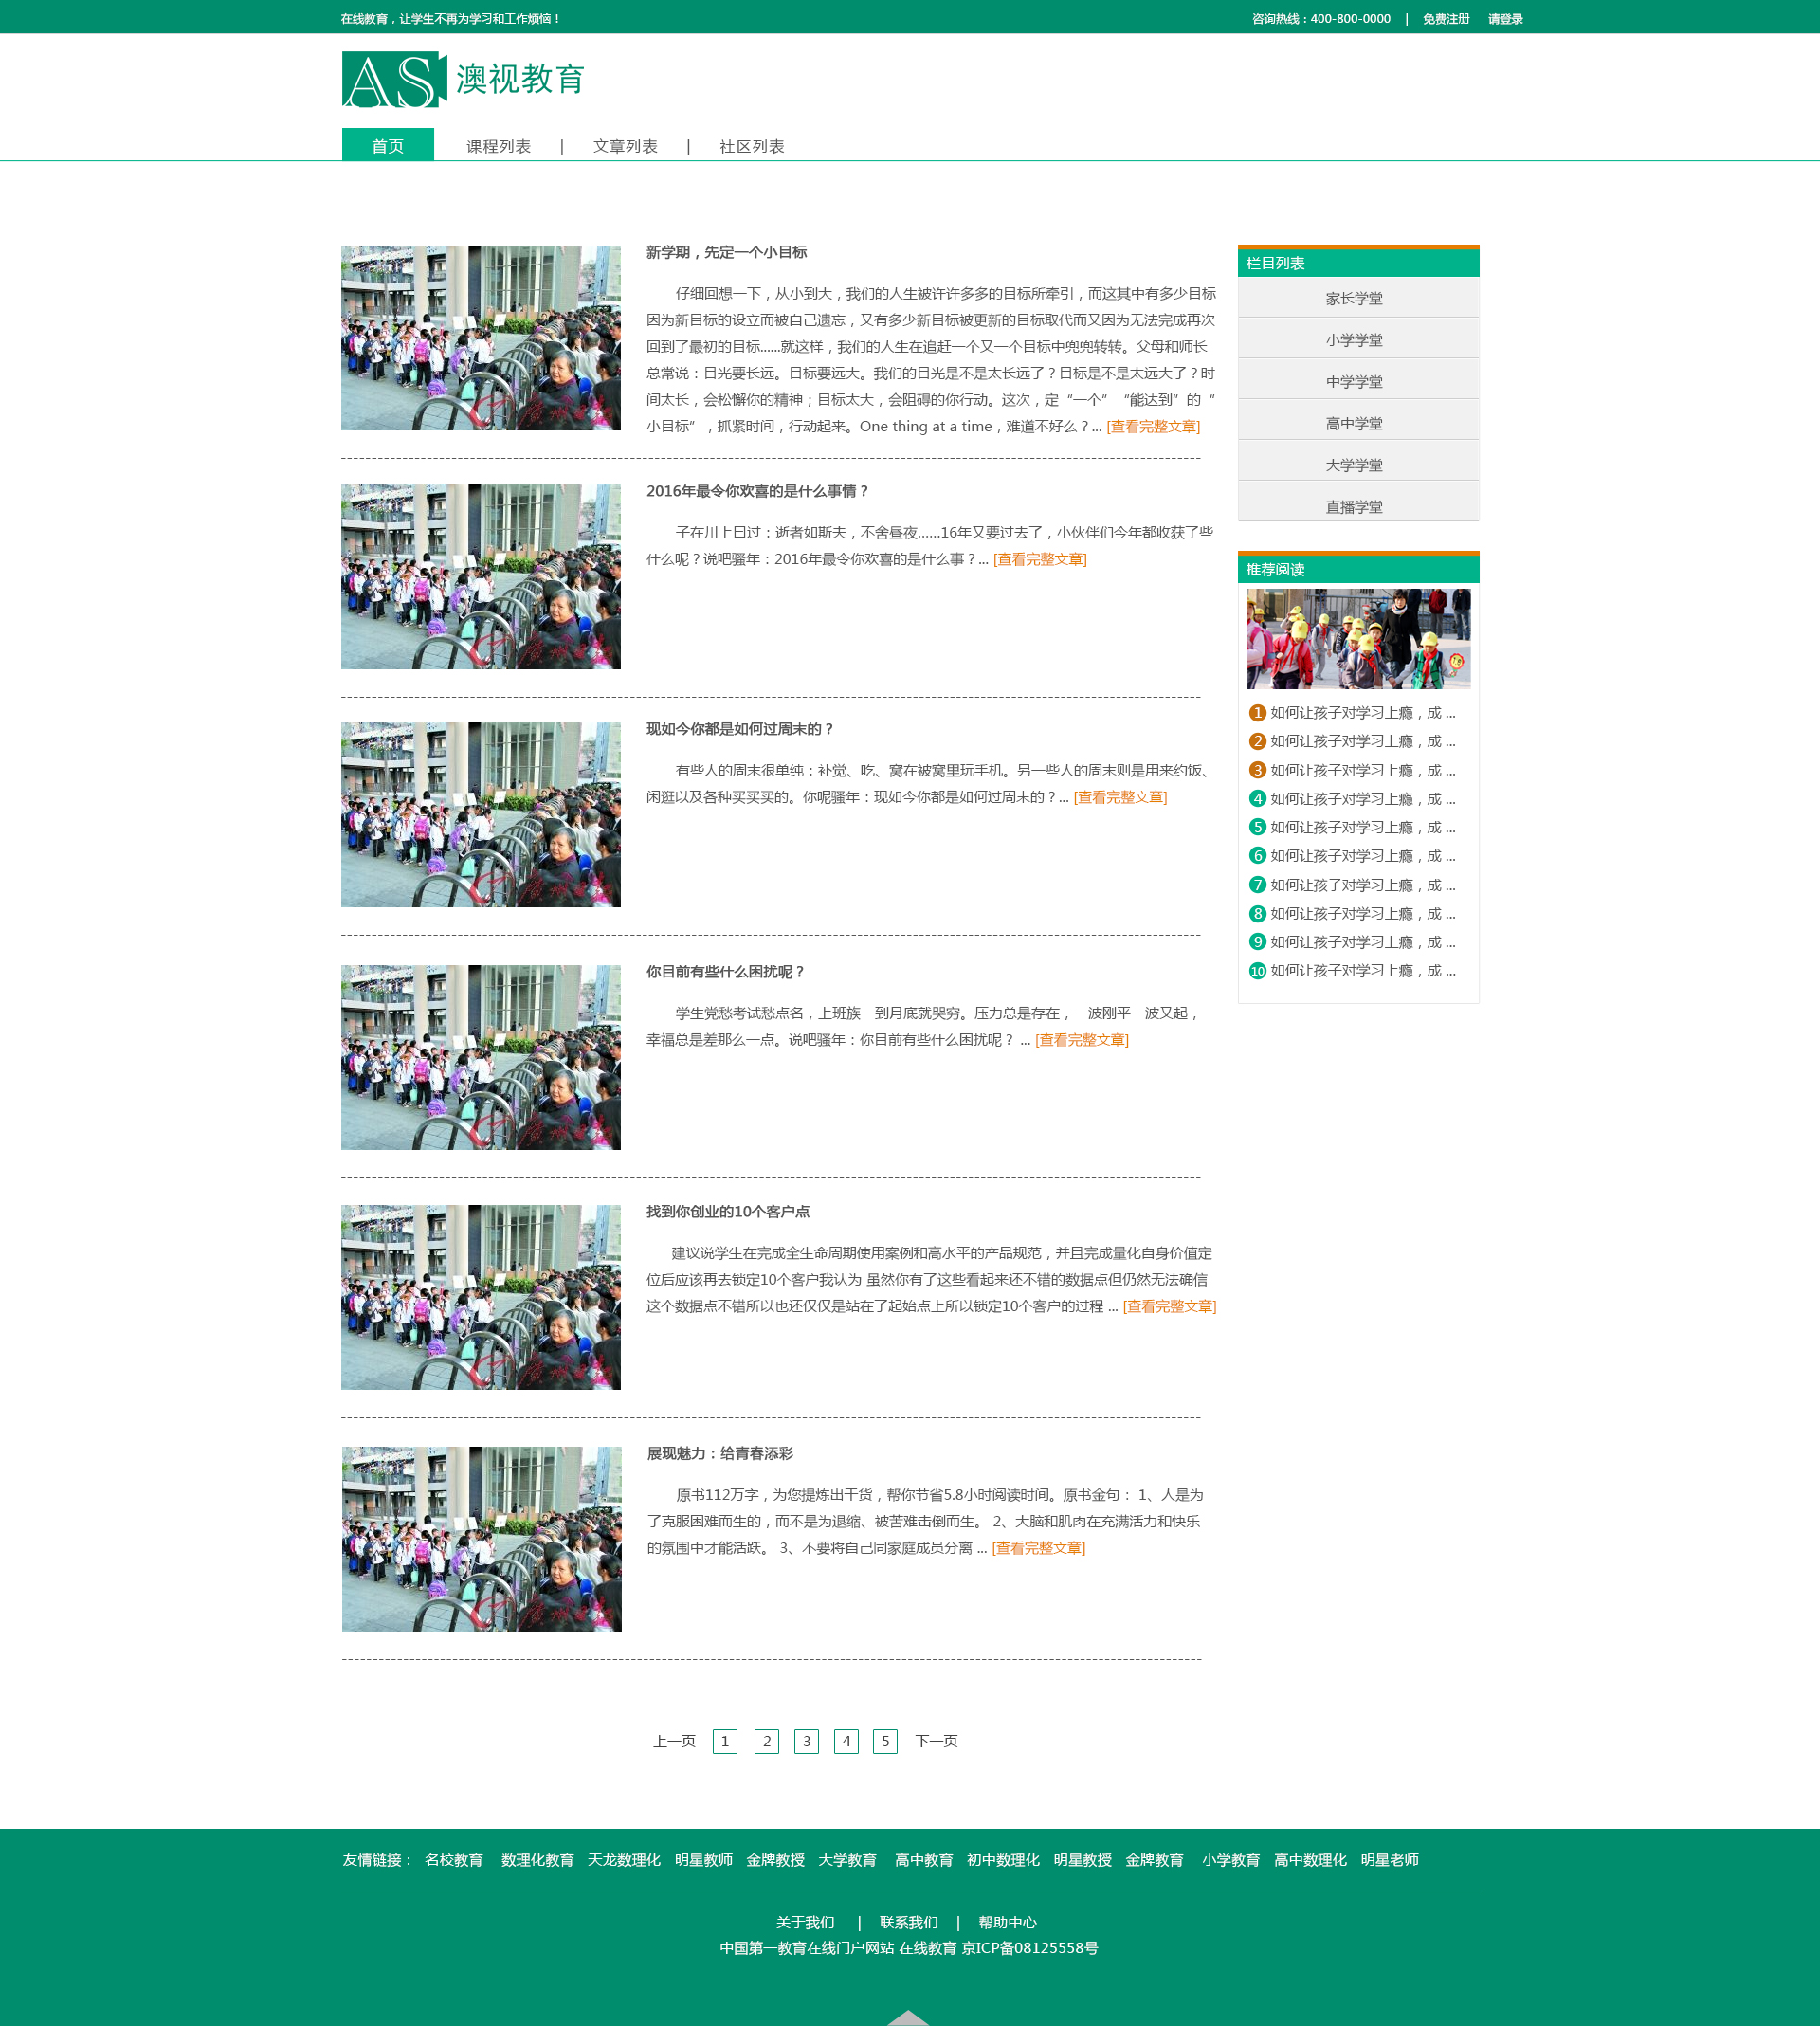 在线教育，让学生不再为学习和工作烦恼！
咨询热线：400-800-0000 | 免费注册 请登录
AS 澳视教育
首页 课程列表 | 文章列表 | 社区列表
新学期，先定一个小目标
仔细回想一下，从小到大，我们的人生被许许多多的目标所牵引，而这其中有多少目标
因为新目标的设立而被自己遗忘，又有多少新目标被更新的目标取代而又因为无法完成再次
回到了最初的目标......就这样，我们的人生在追赶一个又一个目标中兜兜转转。父母和师长
总常说：目光要长远。目标要远大。我们的目光是不是太长远了？目标是不是太远大了？时
间太长，会松懈你的精神；目标太大，会阻碍的你行动。这次，定“一个”“能达到”的“
小目标”，抓紧时间，行动起来。One thing at a time，难道不好么？... [查看完整文章]
2016年最令你欢喜的是什么事情？
子在川上曰过：逝者如斯夫，不舍昼夜......16年又要过去了，小伙伴们今年都收获了些
什么呢？说吧骚年：2016年最令你欢喜的是什么事？... [查看完整文章]
现如今你都是如何过周末的？
有些人的周末很单纯：补觉、吃、窝在被窝里玩手机。另一些人的周末则是用来约饭、
闲逛以及各种买买买的。你呢骚年：现如今你都是如何过周末的？... [查看完整文章]
你目前有些什么困扰呢？
学生党愁考试愁点名，上班族一到月底就哭穷。压力总是存在，一波刚平一波又起，
幸福总是差那么一点。说吧骚年：你目前有些什么困扰呢？ ... [查看完整文章]
找到你创业的10个客户点
建议说学生在完成全生命周期使用案例和高水平的产品规范，并且完成量化自身价值定
位后应该再去锁定10个客户我认为 虽然你有了这些看起来还不错的数据点但仍然无法确信
这个数据点不错所以也还仅仅是站在了起始点上所以锁定10个客户的过程 ... [查看完整文章]
展现魅力：给青春添彩
原书112万字，为您提炼出干货，帮你节省5.8小时阅读时间。原书金句： 1、人是为
了克服困难而生的，而不是为退缩、被苦难击倒而生。 2、大脑和肌肉在充满活力和快乐
的氛围中才能活跃。 3、不要将自己同家庭成员分离 ... [查看完整文章]
栏目列表
家长学堂
小学学堂
中学学堂
高中学堂
大学学堂
直播学堂
推荐阅读
1 如何让孩子对学习上瘾，成 ...
2 如何让孩子对学习上瘾，成 ...
3 如何让孩子对学习上瘾，成 ...
4 如何让孩子对学习上瘾，成 ...
5 如何让孩子对学习上瘾，成 ...
6 如何让孩子对学习上瘾，成 ...
7 如何让孩子对学习上瘾，成 ...
8 如何让孩子对学习上瘾，成 ...
9 如何让孩子对学习上瘾，成 ...
10 如何让孩子对学习上瘾，成 ...
上一页 1 2 3 4 5 下一页
友情链接： 名校教育 数理化教育 天龙数理化 明星教师 金牌教授 大学教育 高中教育 初中数理化 明星教授 金牌教育 小学教育 高中数理化 明星老师
关于我们 | 联系我们 | 帮助中心
中国第一教育在线门户网站 在线教育 京ICP备08125558号